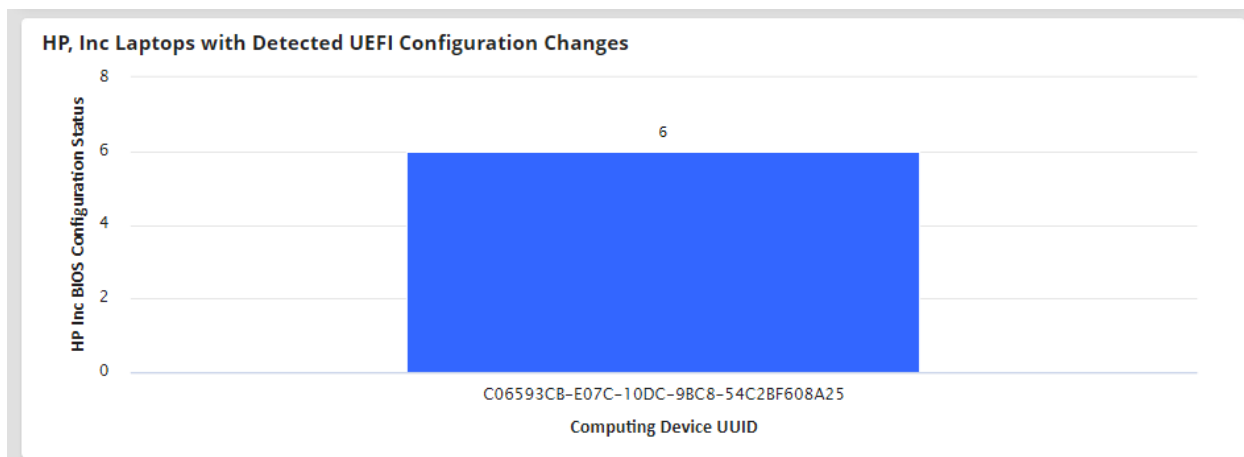 HP, Inc Laptops with Detected UEFI Configuration Changes
HP Inc BIOS Configuration Status
8
6
4
2
0
6
C06593CB-E07C-10DC-9BC8-54C2BF608A25
Computing Device UUID